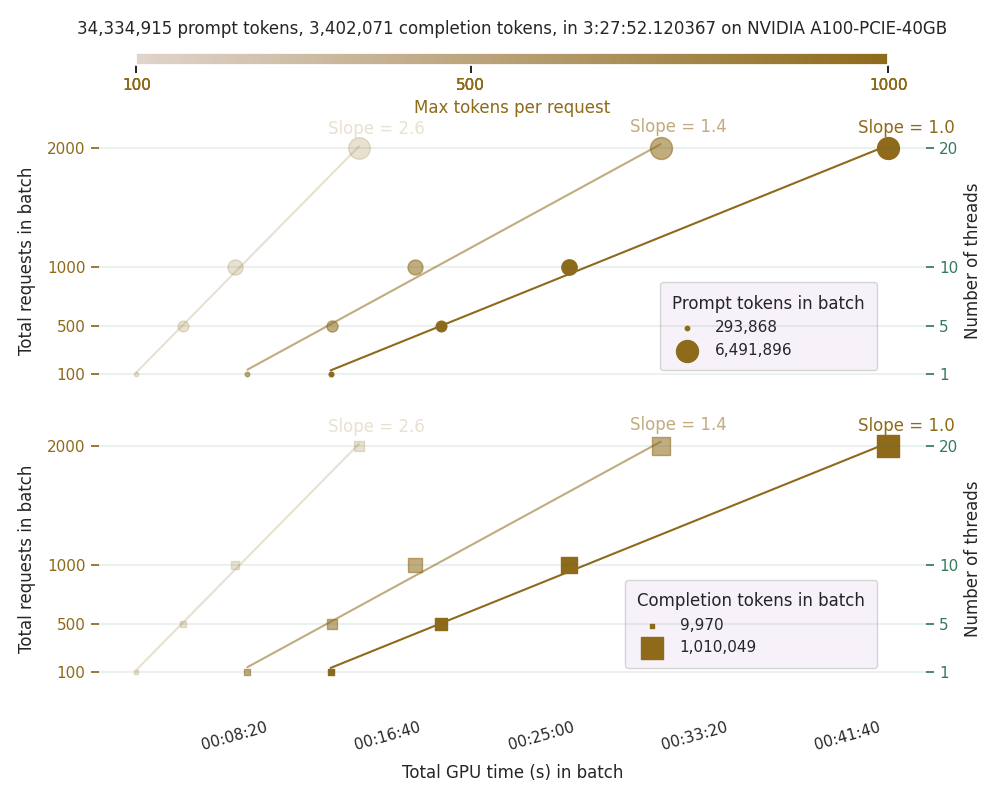 34,334,915 prompt tokens, 3,402,071 completion tokens, in 3:27:52.120367 on NVIDIA A100-PCIE-40GB
100 500 1000
Max tokens per request
Slope = 2.6 Slope = 1.4 Slope = 1.0
2000 20
1000 10
500 5
100 1
Total requests in batch
Number of threads
Prompt tokens in batch
293,868
6,491,896
Slope = 2.6 Slope = 1.4 Slope = 1.0
2000 20
1000 10
500 5
100 1
Total requests in batch
Number of threads
Completion tokens in batch
9,970
1,010,049
00:08:20 00:16:40 00:25:00 00:33:20 00:41:40
Total GPU time (s) in batch